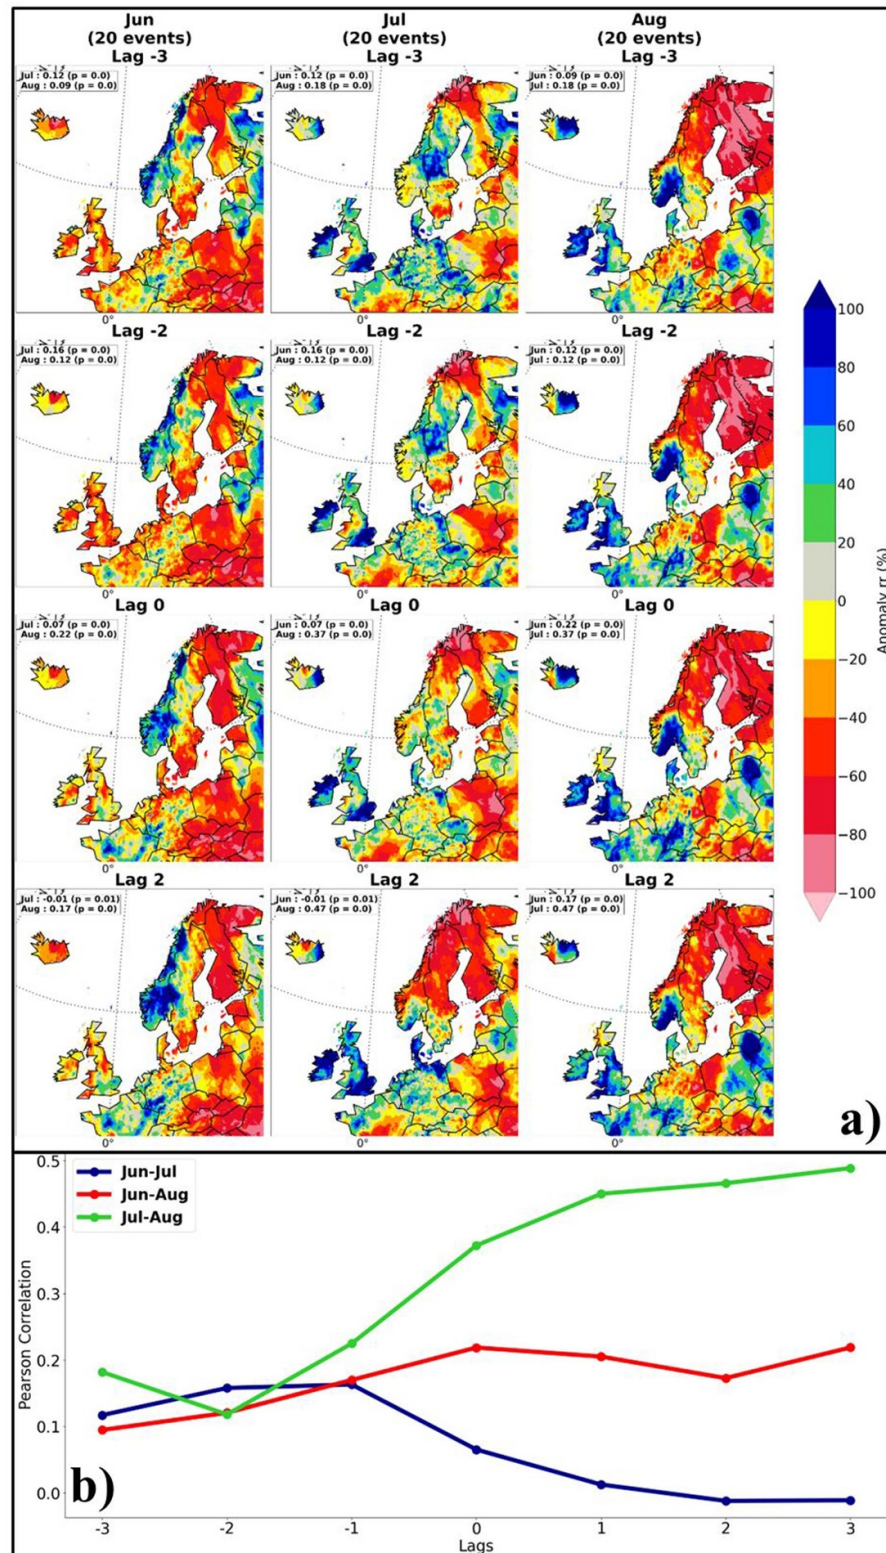 Jun Jul Aug
(20 events) (20 events) (20 events)
Lag -3 Lag -3 Lag -3
Jul : 0.12 (p = 0.0) Jun : 0.12 (p = 0.0) Jun : 0.09 (p = 0.0)
Aug : 0.09 (p = 0.0) Aug : 0.18 (p = 0.0) Jul : 0.18 (p = 0.0)
0° 0° 0°
Lag -2 Lag -2 Lag -2
Jul : 0.16 (p = 0.0) Jun : 0.16 (p = 0.0) Jun : 0.12 (p = 0.0)
Aug : 0.12 (p = 0.0) Aug : 0.12 (p = 0.0) Jul : 0.12 (p = 0.0)
0° 0° 0°
Lag 0 Lag 0 Lag 0
Jul : 0.07 (p = 0.0) Jun : 0.07 (p = 0.0) Jun : 0.22 (p = 0.0)
Aug : 0.22 (p = 0.0) Aug : 0.37 (p = 0.0) Jul : 0.37 (p = 0.0)
0° 0° 0°
Lag 2 Lag 2 Lag 2
Jul : -0.01 (p = 0.01) Jun : -0.01 (p = 0.01) Jun : 0.17 (p = 0.0)
Aug : 0.17 (p = 0.0) Aug : 0.47 (p = 0.0) Jul : 0.47 (p = 0.0)
0° 0° 0°
100
80
60
40
20
0
−20
−40
−60
−80
−100
Anomaly rr (%)
a)
Jun-Jul
Jun-Aug
Jul-Aug
0.5
0.4
0.3
0.2
0.1
0.0
Pearson Correlation
b)
-3 -2 -1 0 1 2 3
Lags